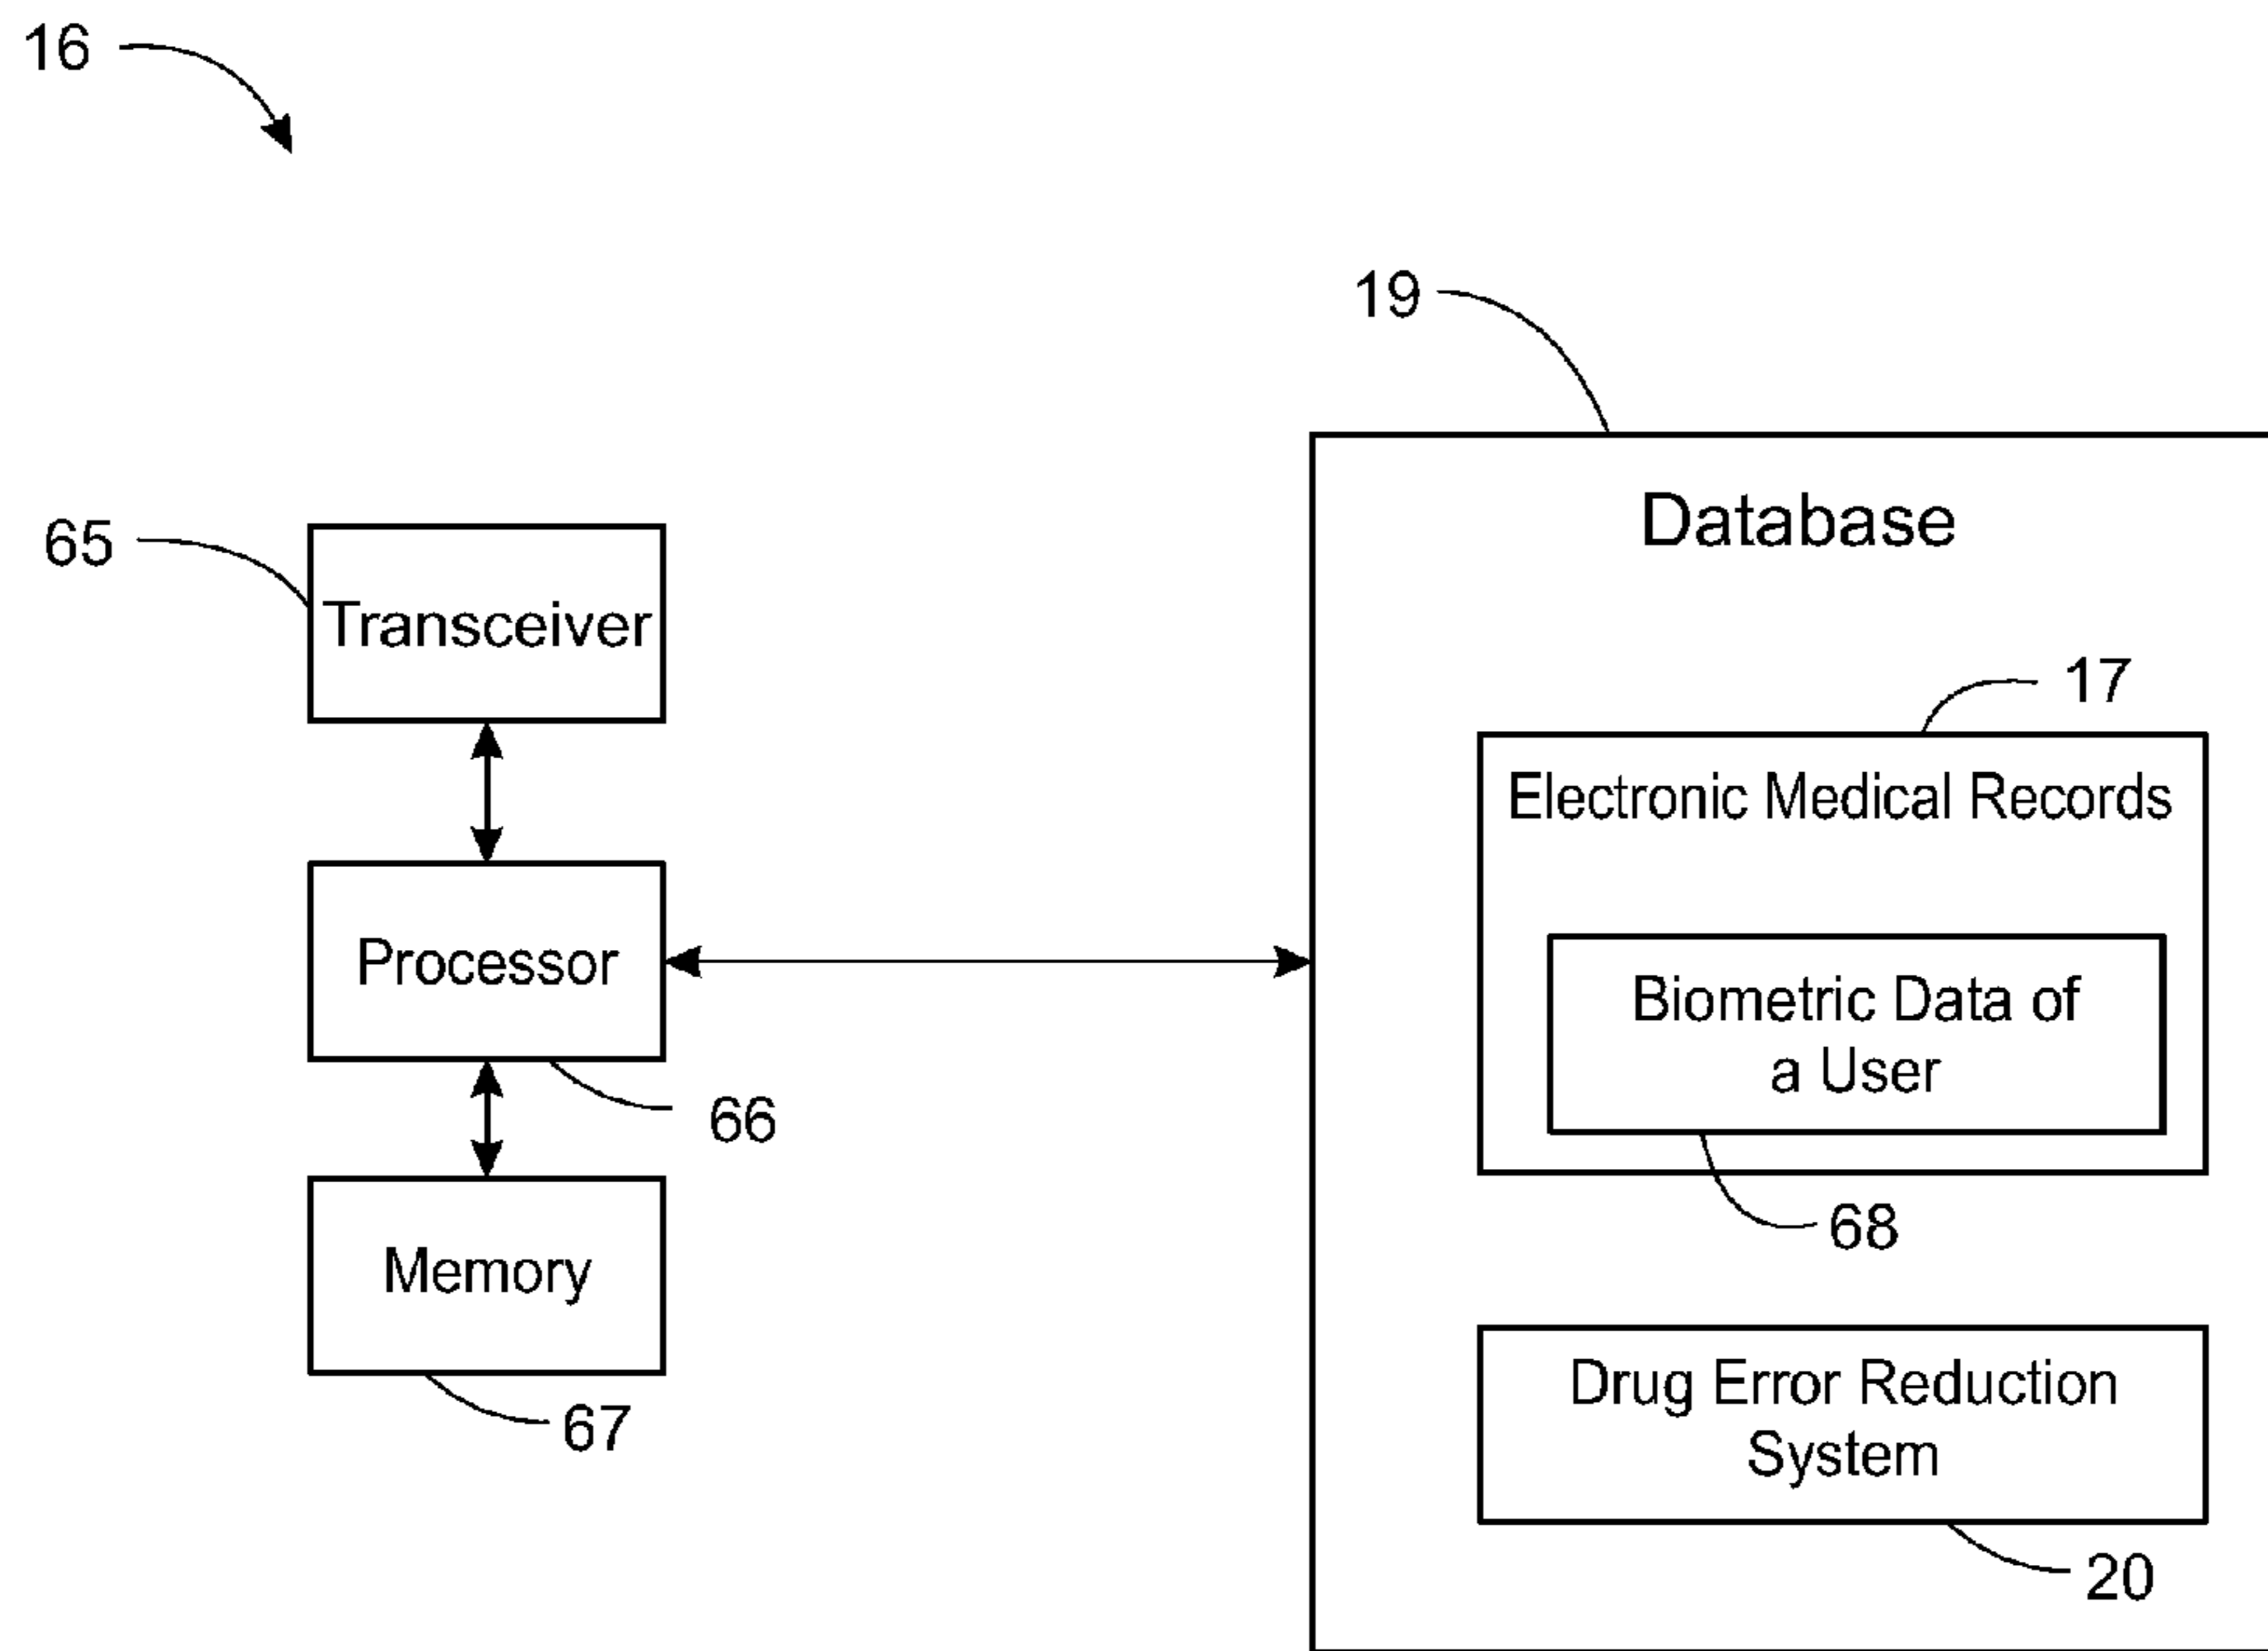 16
19
Database
65
Transceiver
17
Electronic Medical Records
Processor
Biometric Data of
a User
66
68
Memory
67
Drug Error Reduction
System
20